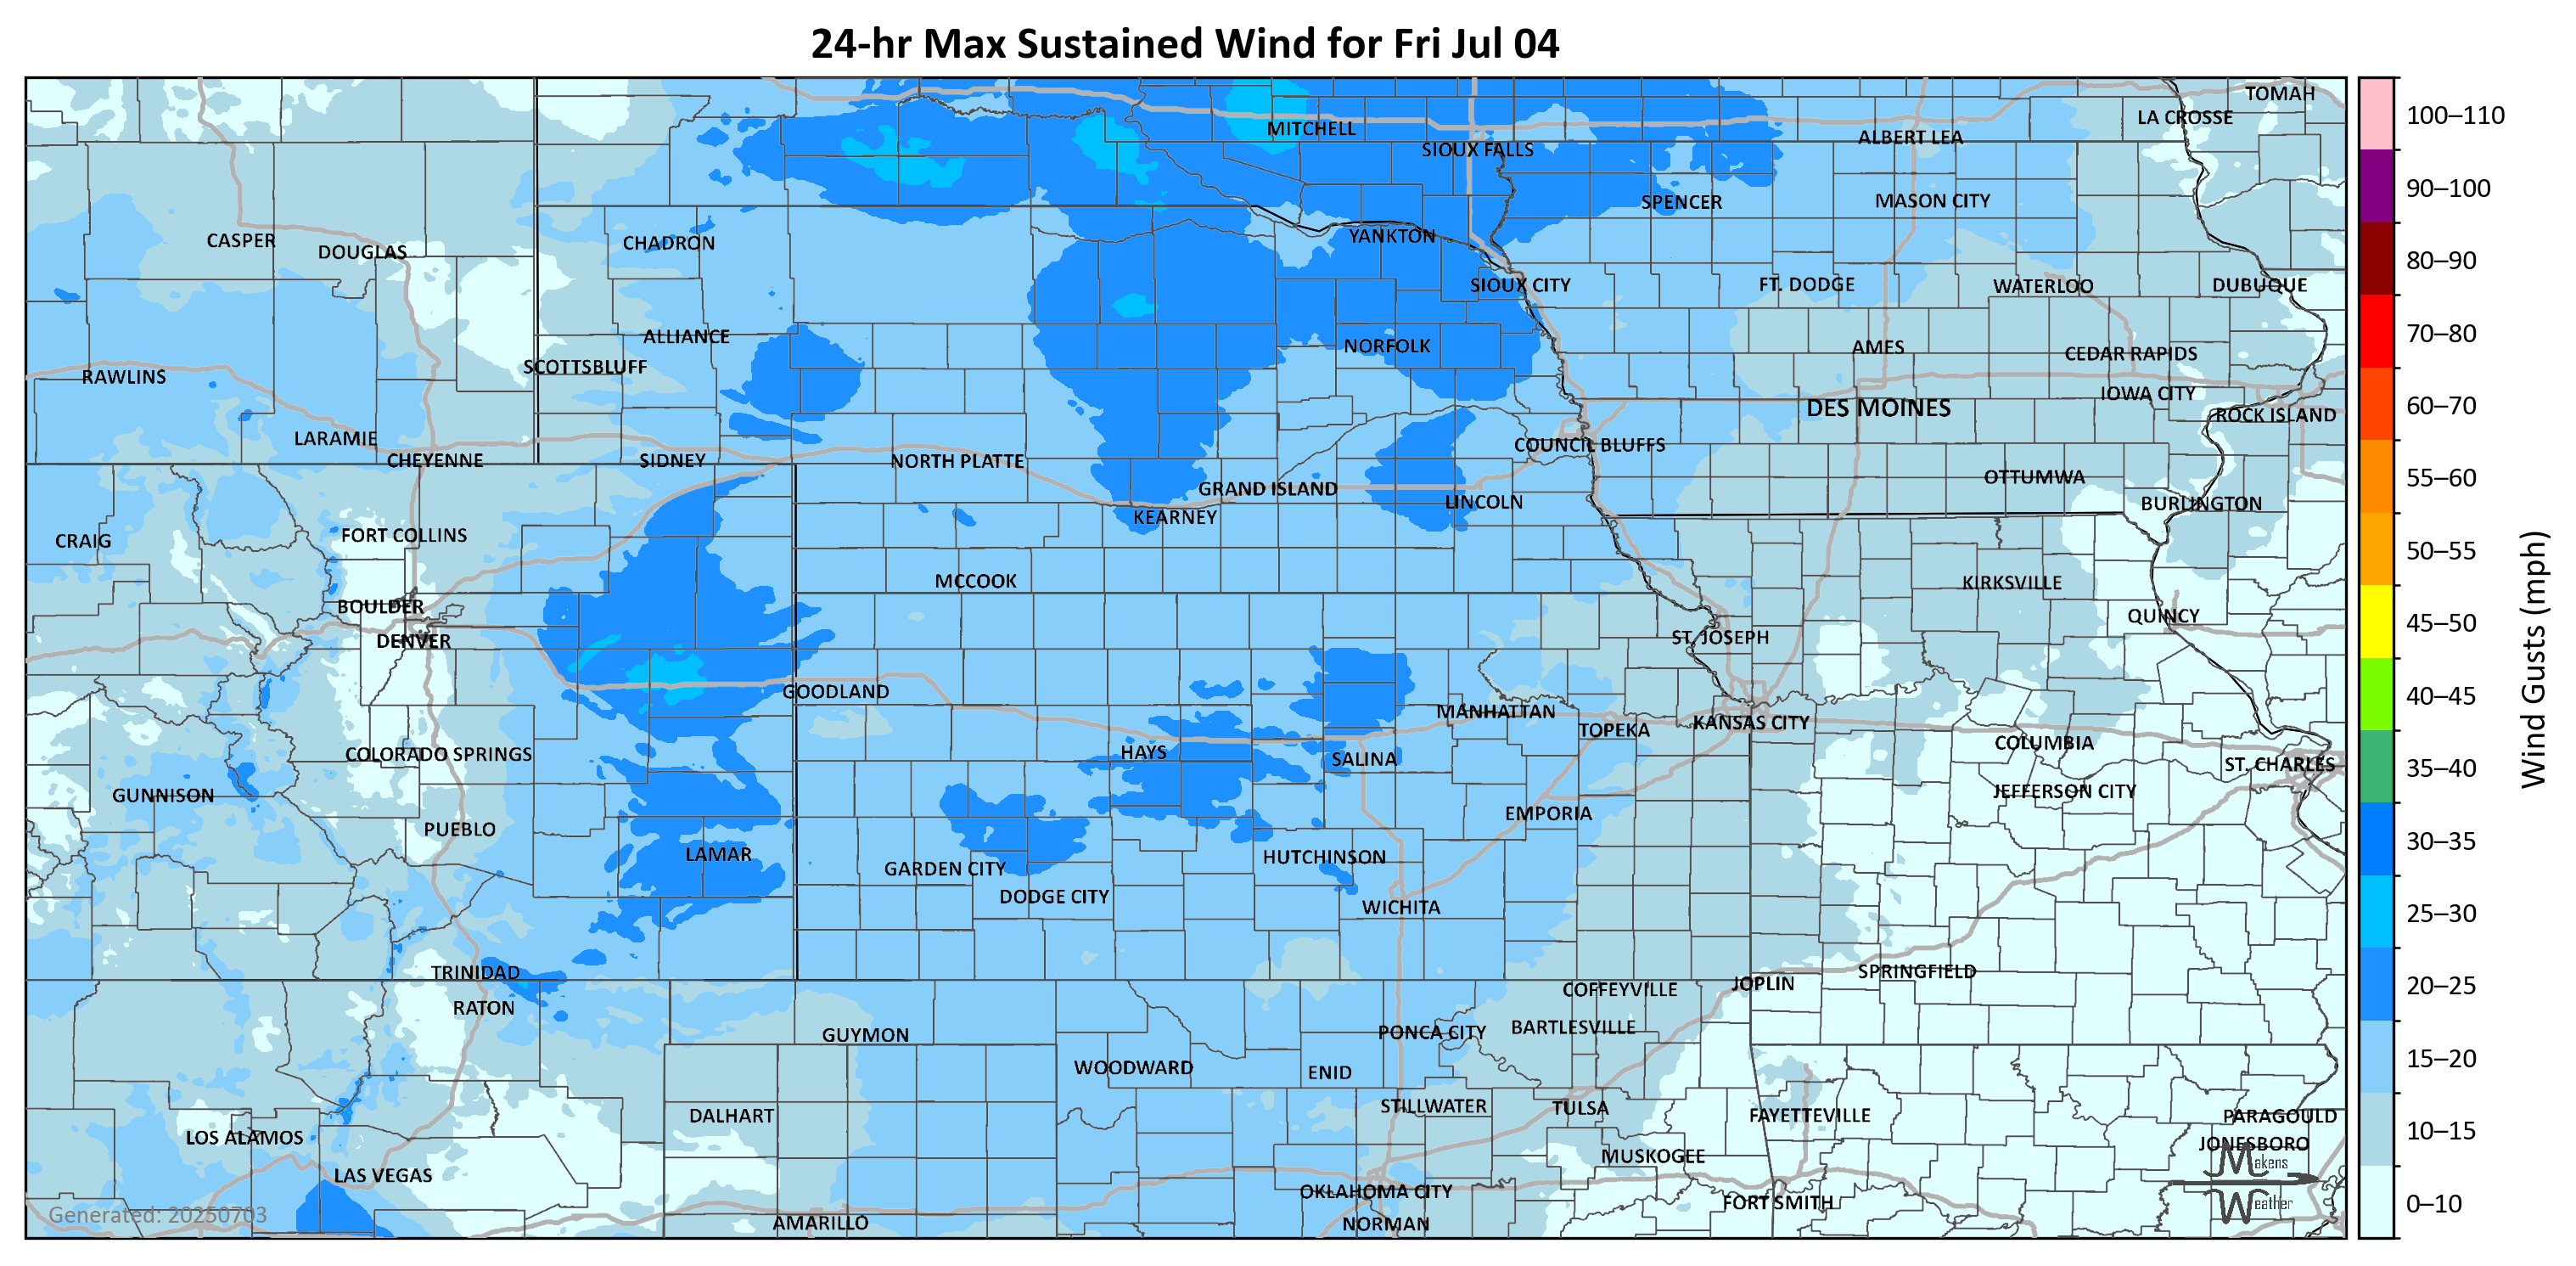 24-hr Max Sustained Wind for Fri Jul 04
TOMAH
LA CROSSE
MITCHELL
ALBERT LEA
SIOUX FALLS
SPENCER
MASON CITY
CASPER
DOUGLAS
CHADRON
YANKTON
SIOUX CITY
FT. DODGE
WATERLOO
DUBUQUE
ALLIANCE
NORFOLK
AMES
CEDAR RAPIDS
SCOTTSBLUFF
RAWLINS
IOWA CITY
DES MOINES
ROCK ISLAND
LARAMIE
COUNCIL BLUFFS
CHEYENNE
SIDNEY
NORTH PLATTE
OTTUMWA
GRAND ISLAND
LINCOLN
BURLINGTON
KEARNEY
FORT COLLINS
CRAIG
MCCOOK
KIRKSVILLE
BOULDER
QUINCY
DENVER
ST. JOSEPH
GOODLAND
MANHATTAN
TOPEKA
KANSAS CITY
COLUMBIA
COLORADO SPRINGS
HAYS
SALINA
ST. CHARLES
GUNNISON
JEFFERSON CITY
EMPORIA
PUEBLO
LAMAR
GARDEN CITY
HUTCHINSON
DODGE CITY
WICHITA
TRINIDAD
SPRINGFIELD
JOPLIN
COFFEYVILLE
RATON
GUYMON
PONCA CITY
BARTLESVILLE
WOODWARD
ENID
DALHART
STILLWATER
TULSA
FAYETTEVILLE
PARAGOULD
LOS ALAMOS
JONESBORO
MUSKOGEE
LAS VEGAS
OKLAHOMA CITY
FORT SMITH
AMARILLO
NORMAN
Generated: 20250703
Makens
Weather
100–110
90–100
80–90
70–80
60–70
55–60
50–55
45–50
40–45
35–40
30–35
25–30
20–25
15–20
10–15
0–10
Wind Gusts (mph)